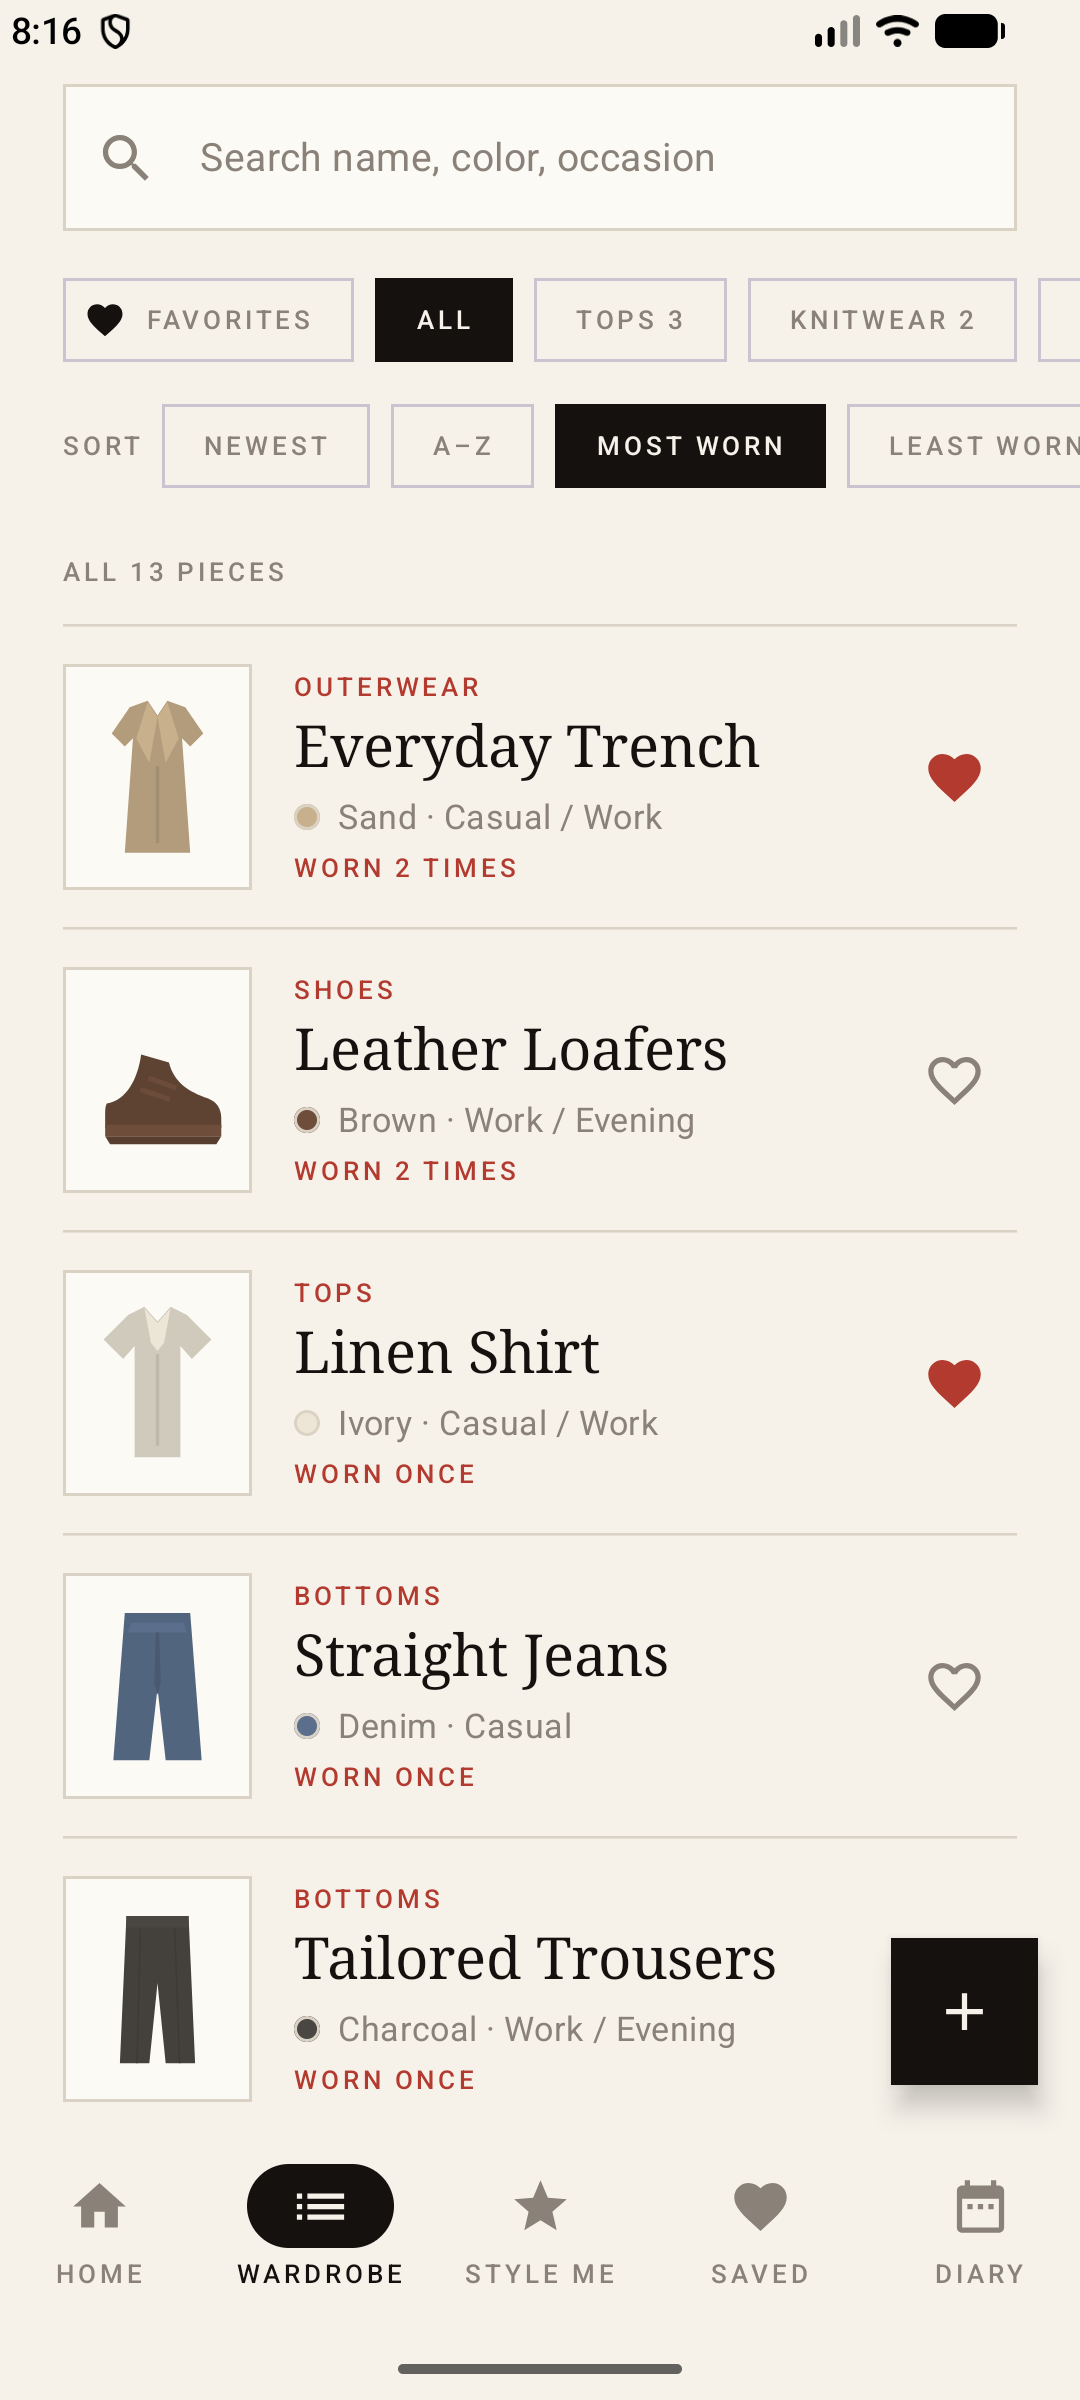 8:16
Search name, color, occasion
FAVORITES
ALL
TOPS 3
KNITWEAR 2
SORT
NEWEST
A–Z
MOST WORN
LEAST WORN
ALL 13 PIECES
OUTERWEAR
Everyday Trench
Sand · Casual / Work
WORN 2 TIMES
SHOES
Leather Loafers
Brown · Work / Evening
WORN 2 TIMES
TOPS
Linen Shirt
Ivory · Casual / Work
WORN ONCE
BOTTOMS
Straight Jeans
Denim · Casual
WORN ONCE
BOTTOMS
Tailored Trousers
Charcoal · Work / Evening
WORN ONCE
HOME
WARDROBE
STYLE ME
SAVED
DIARY